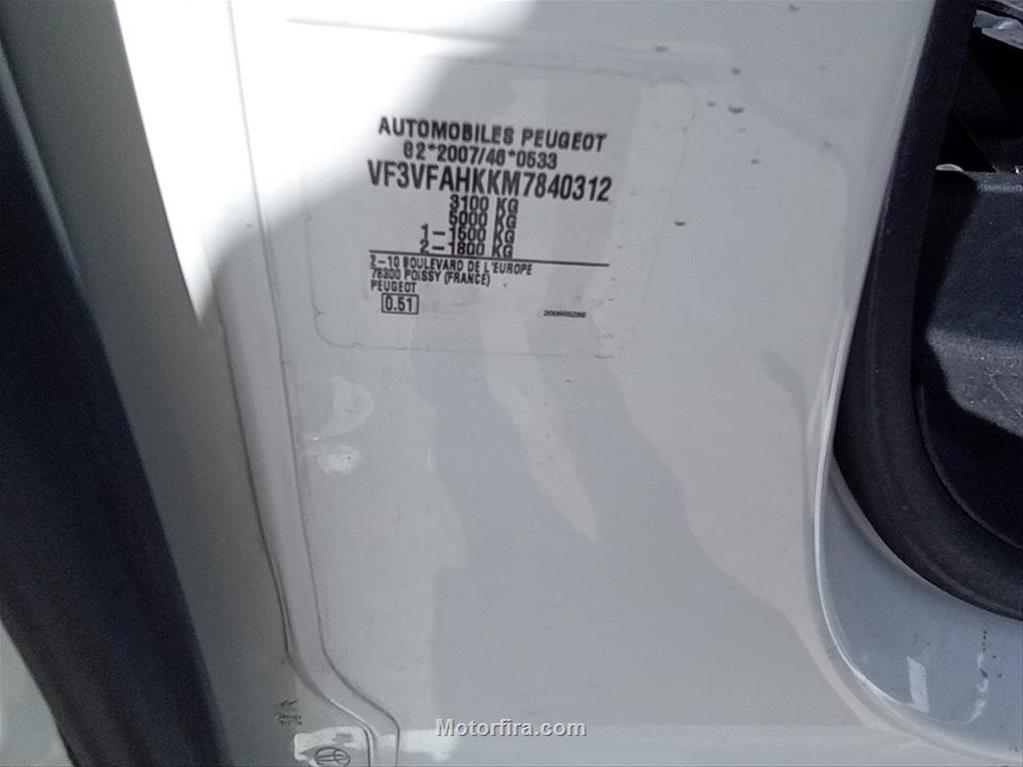 AUTOMOBILES PEUGEOT
62*2007/46*0533
VF3VFAHKKM7840312
3100 KG
5000 KG
1-1500 KG
2-1800 KG
2-10 BOULEVARD DE L'EUROPE
78300 POISSY (FRANCE)
PEUGEOT
0.51
Motorfira.com